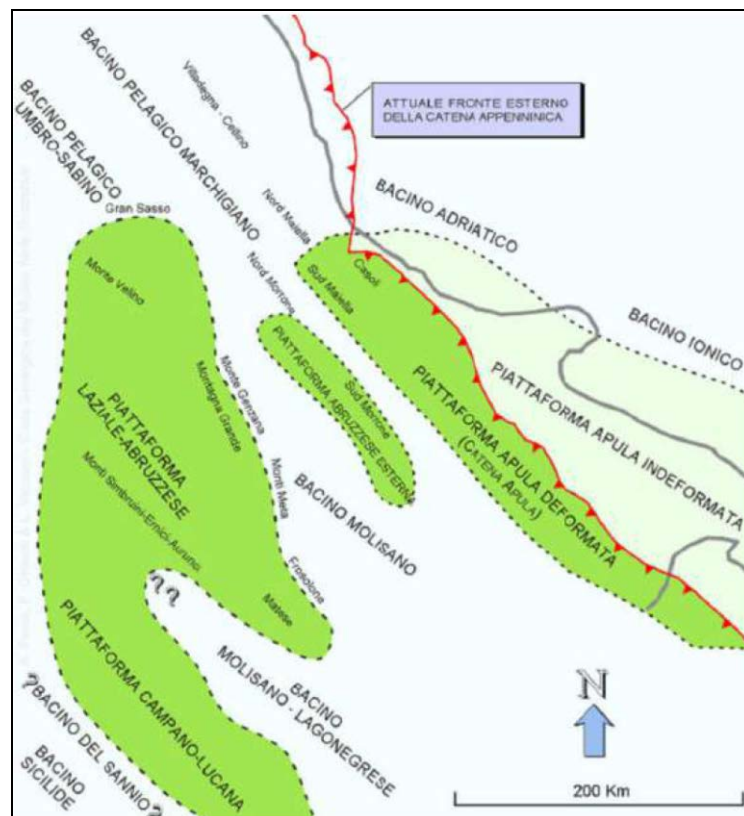 BACINO PELAGICO
UMBRO-SABINO
BACINO PELAGICO MARCHIGIANO
Villadegna - Cellino
ATTUALE FRONTE ESTERNO
DELLA CATENA APPENNINICA
BACINO ADRIATICO
BACINO IONICO
Gran Sasso
Nord Maiella
Sud Maiella
Casoli
Nord Morrone
Sud Morrone
Monte Velino
PIATTAFORMA ABRUZZESE ESTERNA
PIATTAFORMA APULA INDEFORMATA
PIATTAFORMA APULA DEFORMATA
(CATENA APULA)
Monte Genzana
Montagna Grande
PIATTAFORMA
LAZIALE-ABRUZZESE
Monti Simbruini-Ernici-Aurunci
Monti Meta
BACINO MOLISANO
Frosolone
Matese
? ?
PIATTAFORMA CAMPANO-LUCANA
BACINO
MOLISANO - LAGONEGRESE
?BACINO DEL SANNIO?
BACINO
SICILIDE
N
200 Km